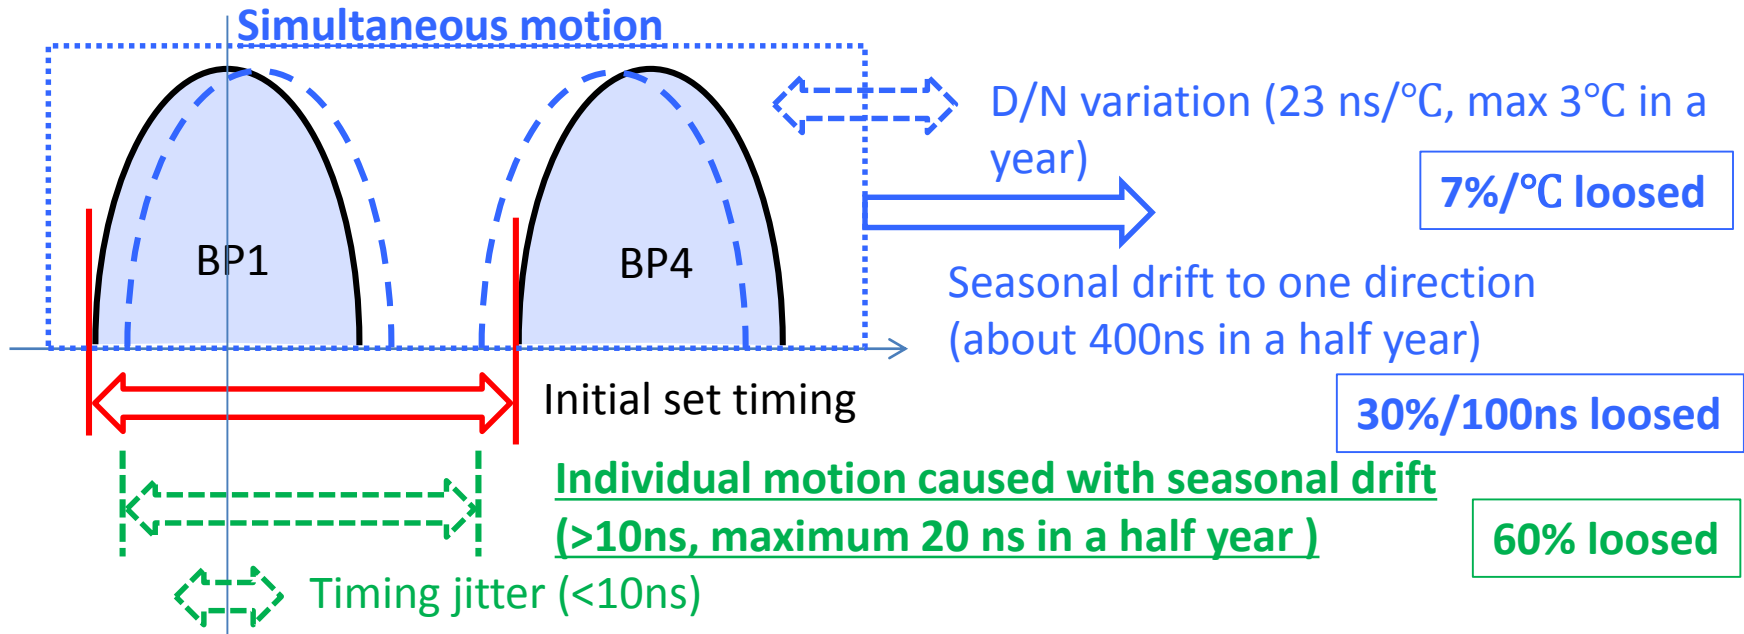 Simultaneous motion
D/N variation (23 ns/℃, max 3℃ in a
year)
7%/℃ loosed
BP1
BP4
Seasonal drift to one direction
(about 400ns in a half year)
Initial set timing
30%/100ns loosed
Individual motion caused with seasonal drift
(>10ns, maximum 20 ns in a half year )
60% loosed
Timing jitter (<10ns)